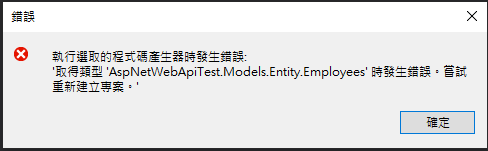 錯誤
執行選取的程式碼產生器時發生錯誤:
'取得類型 'AspNetWebApiTest.Models.Entity.Employees' 時發生錯誤。嘗試
重新建立專案。'
確定